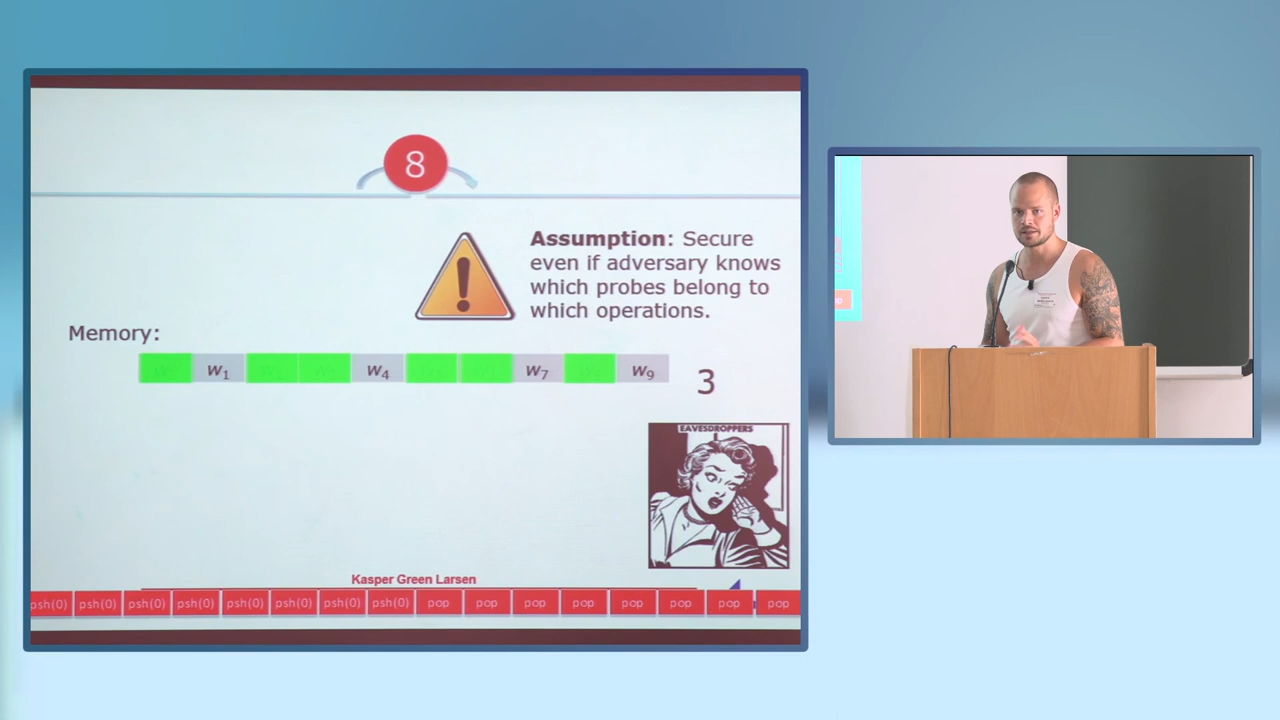 8
Assumption: Secure
even if adversary knows
which probes belong to
which operations.
Memory:
w1 w4 w7 w9
3
EAVESDROPPERS
Kasper Green Larsen
psh(0) psh(0) psh(0) psh(0) psh(0) psh(0) psh(0) psh(0) pop pop pop pop pop pop pop pop